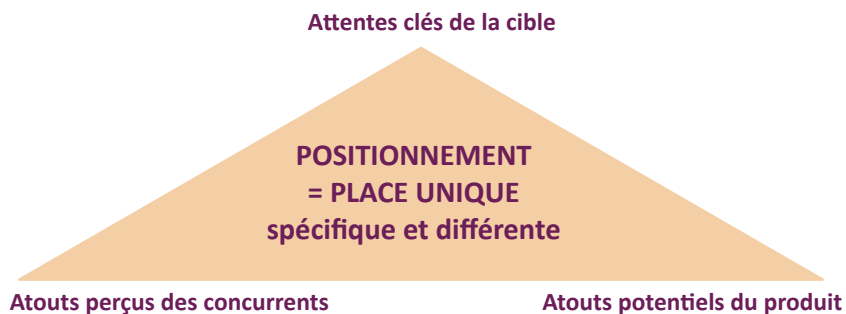 Attentes clés de la cible
POSITIONNEMENT
= PLACE UNIQUE
spécifique et différente
Atouts perçus des concurrents
Atouts potentiels du produit